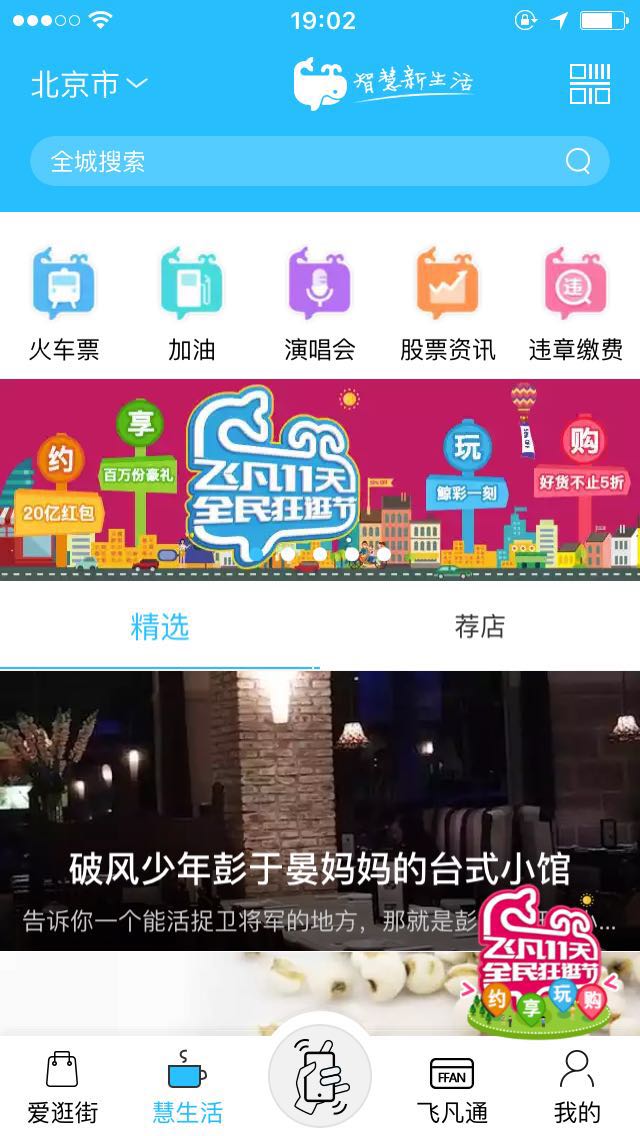 19:02
北京市
智慧新生活
全城搜索
火车票
加油
演唱会
股票资讯
违
违章缴费
约
20亿红包
享
百万份豪礼
飞凡11天
全民狂逛节
玩
鲸彩一刻
购
好货不止5折
精选
荐店
破风少年彭于晏妈妈的台式小馆
告诉你一个能活捉卫将军的地方，那就是彭
飞凡11天
全民狂逛节
约
享
玩
购
爱逛街
慧生活
FFAN
飞凡通
我的